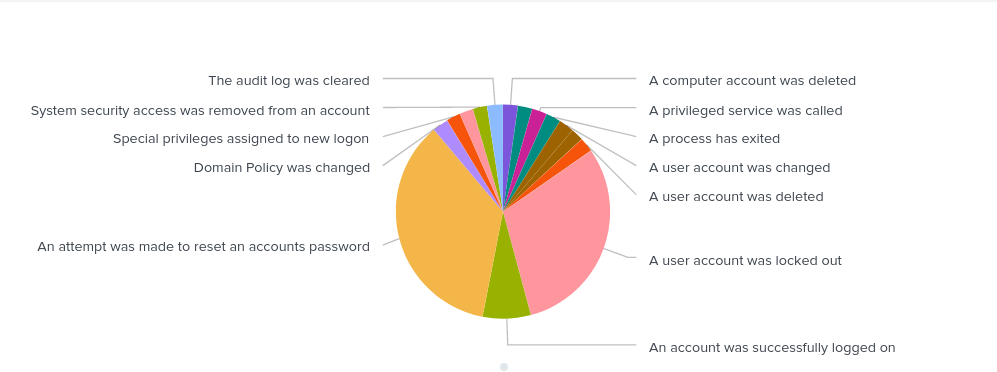 The audit log was cleared
System security access was removed from an account
Special privileges assigned to new logon
Domain Policy was changed
An attempt was made to reset an accounts password
A computer account was deleted
A privileged service was called
A process has exited
A user account was changed
A user account was deleted
A user account was locked out
An account was successfully logged on